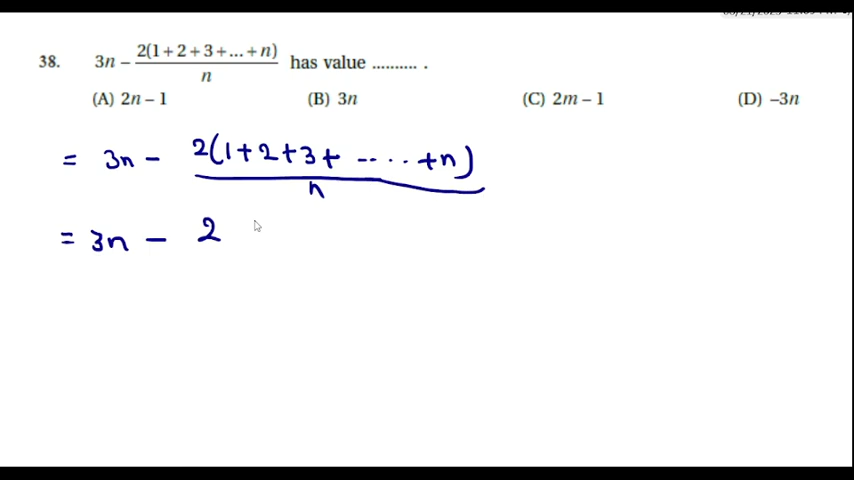 38. 3n – 2(1 + 2 + 3 + ... + n) / n has value .......... .
(A) 2n – 1 (B) 3n (C) 2m – 1 (D) –3n
= 3n – 2(1+2+3+ ----.. +n) / n
= 3n – 2